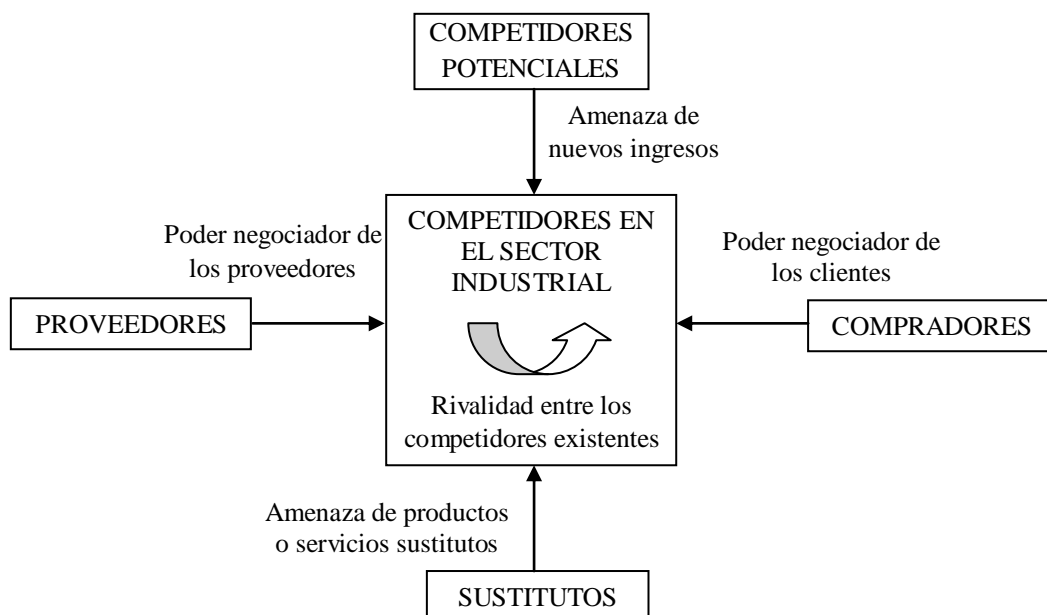 COMPETIDORES
POTENCIALES
Amenaza de
nuevos ingresos
COMPETIDORES EN
EL SECTOR
INDUSTRIAL
Poder negociador de
los proveedores
Poder negociador de
los clientes
PROVEEDORES
COMPRADORES
Rivalidad entre los
competidores existentes
Amenaza de productos
o servicios sustitutos
SUSTITUTOS